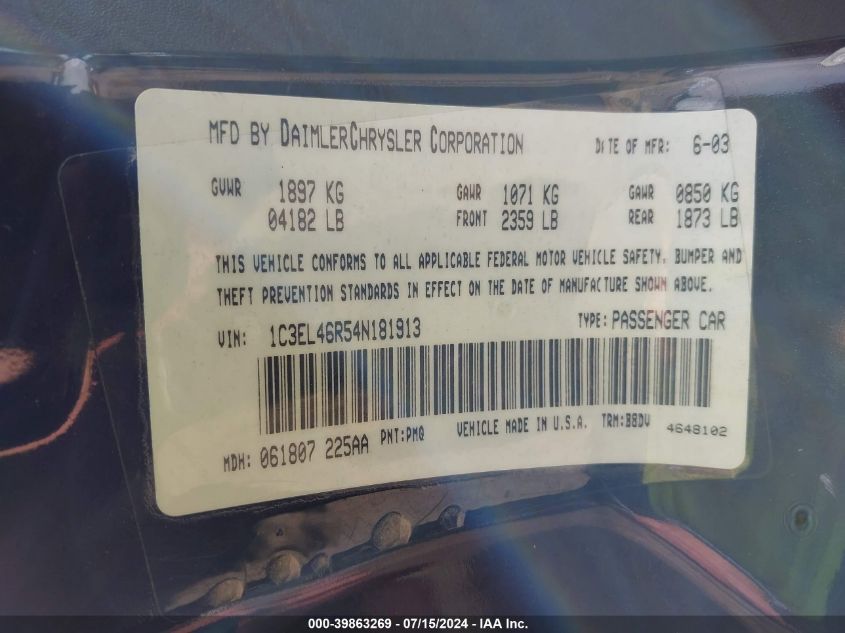 MFD BY DAIMLERCHRYSLER CORPORATION DATE OF MFR: 6-03
GVWR 1897 KG GAWR 1071 KG GAWR 0850 KG
04182 LB FRONT 2359 LB REAR 1873 LB
THIS VEHICLE CONFORMS TO ALL APPLICABLE FEDERAL MOTOR VEHICLE SAFETY, BUMPER AND
THEFT PREVENTION STANDARDS IN EFFECT ON THE DATE OF MANUFACTURE SHOWN ABOVE.
VIN: 1C3EL46R54N181913 TYPE: PASSENGER CAR
MDH: 061807 225AA PNT:PMQ VEHICLE MADE IN U.S.A. TRM:B8DV 4648102
000-39863269 / 07/15/2024 - IAA Inc.